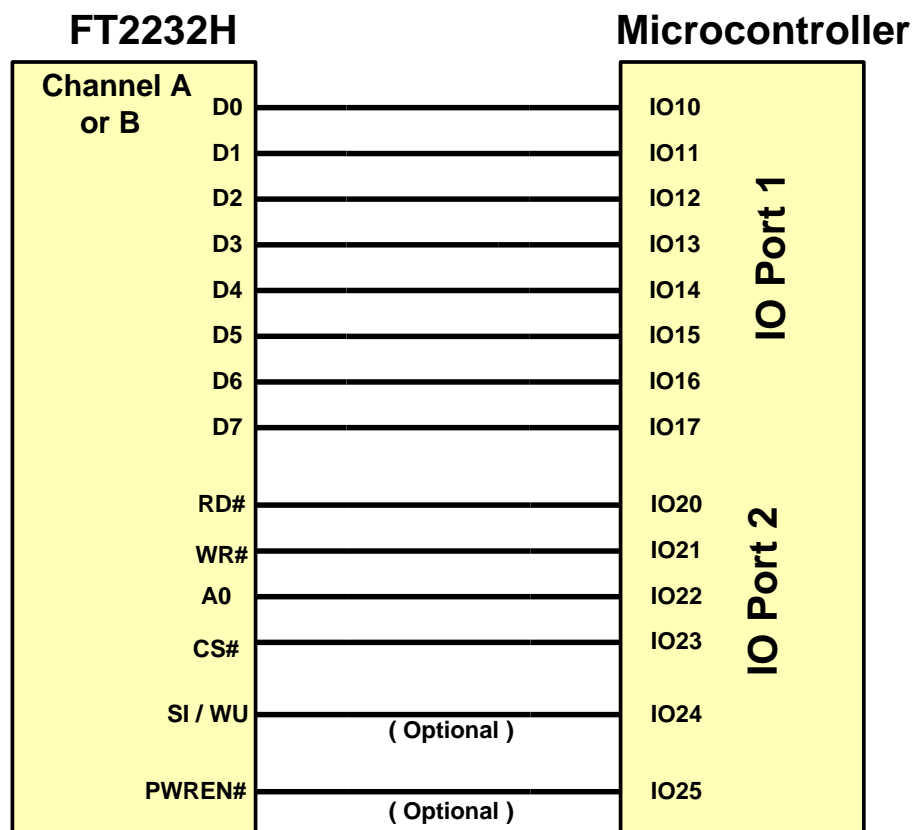 FT2232H
Microcontroller
Channel A
or B
D0
IO10
D1
IO11
D2
IO12
D3
IO13
D4
IO14
D5
IO15
D6
IO16
D7
IO17
IO Port 1
RD#
IO20
WR#
IO21
A0
IO22
CS#
IO23
IO Port 2
SI / WU
( Optional )
IO24
PWREN#
( Optional )
IO25